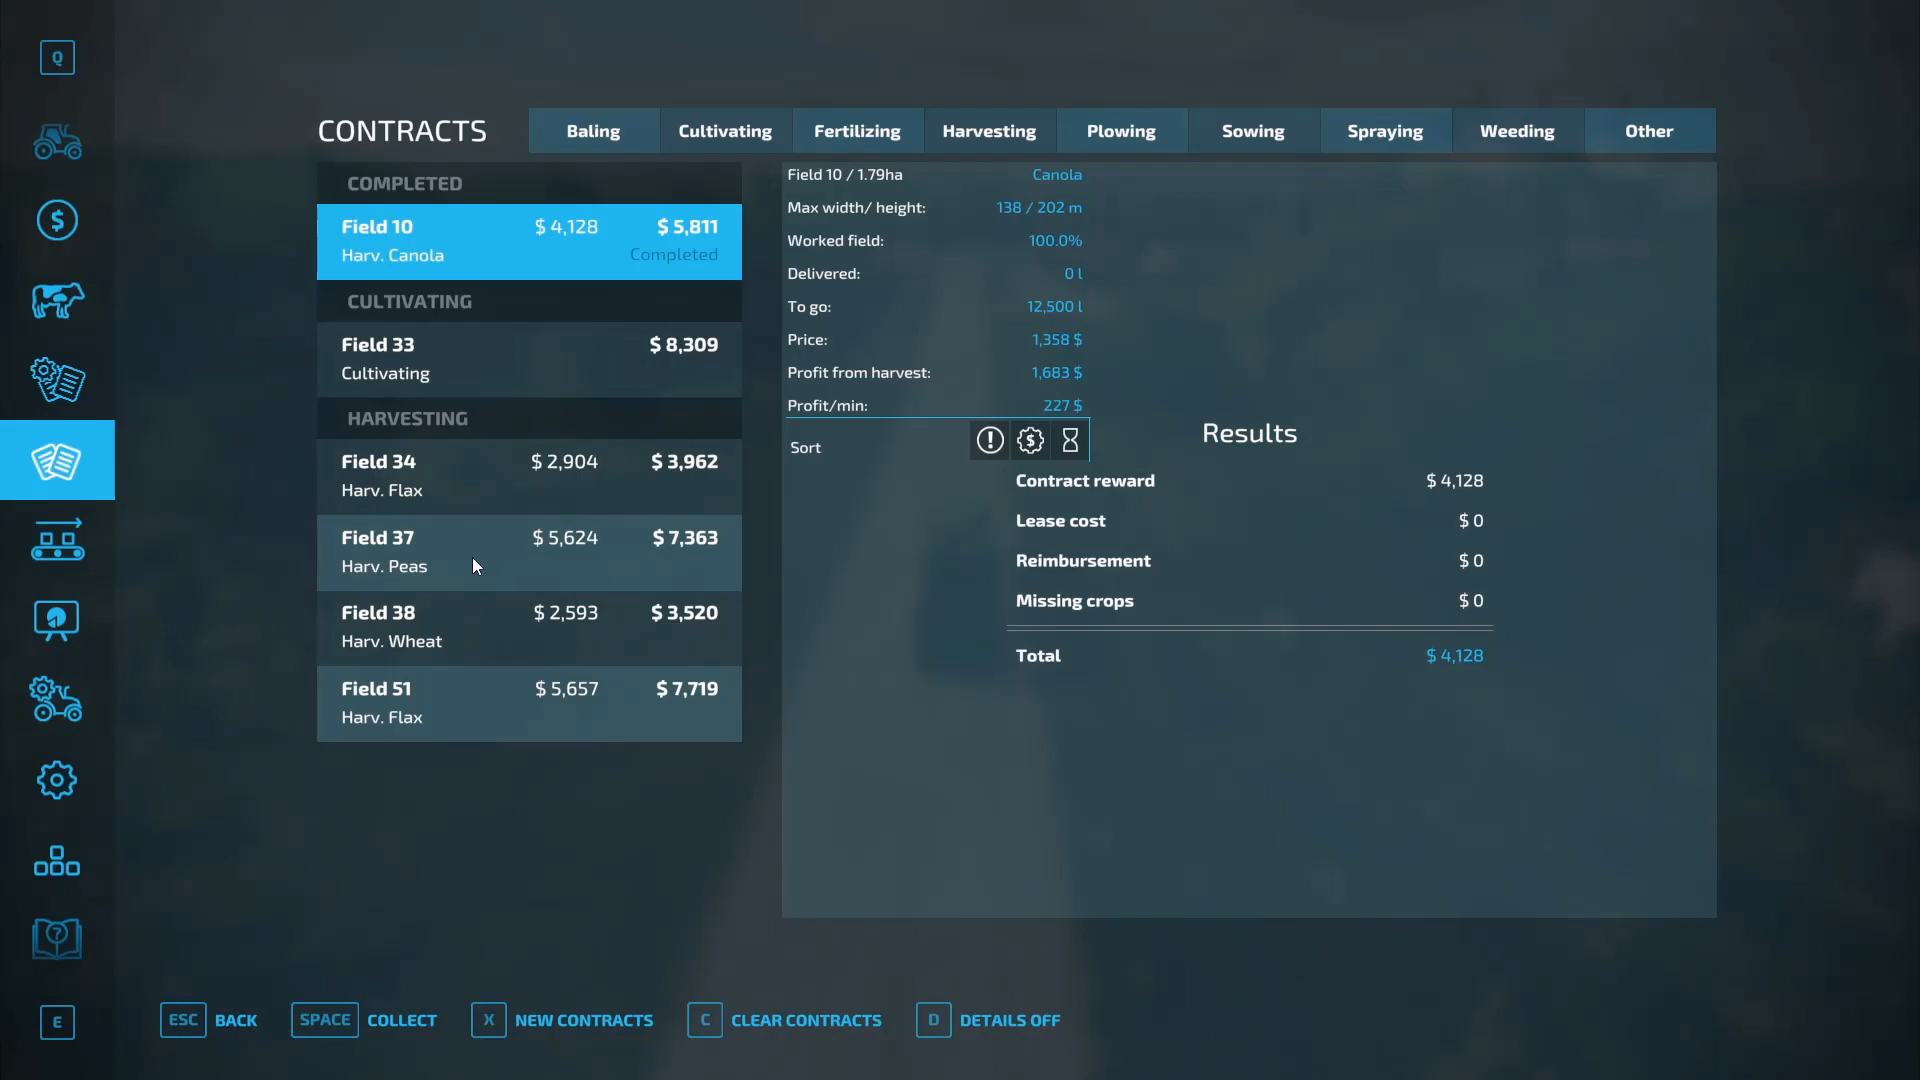 Q
CONTRACTS
Baling
Cultivating
Fertilizing
Harvesting
Plowing
Sowing
Spraying
Weeding
Other
COMPLETED
Field 10 $ 4,128 $ 5,811
Harv. Canola Completed
CULTIVATING
Field 33 $ 8,309
Cultivating
HARVESTING
Field 34 $ 2,904 $ 3,962
Harv. Flax
Field 37 $ 5,624 $ 7,363
Harv. Peas
Field 38 $ 2,593 $ 3,520
Harv. Wheat
Field 51 $ 5,657 $ 7,719
Harv. Flax
Field 10 / 1.79ha Canola
Max width/ height: 138 / 202 m
Worked field: 100.0%
Delivered: 0 l
To go: 12,500 l
Price: 1,358 $
Profit from harvest: 1,683 $
Profit/min: 227 $
Sort
Results
Contract reward $ 4,128
Lease cost $ 0
Reimbursement $ 0
Missing crops $ 0
Total $ 4,128
E
ESC BACK
SPACE COLLECT
X NEW CONTRACTS
C CLEAR CONTRACTS
D DETAILS OFF